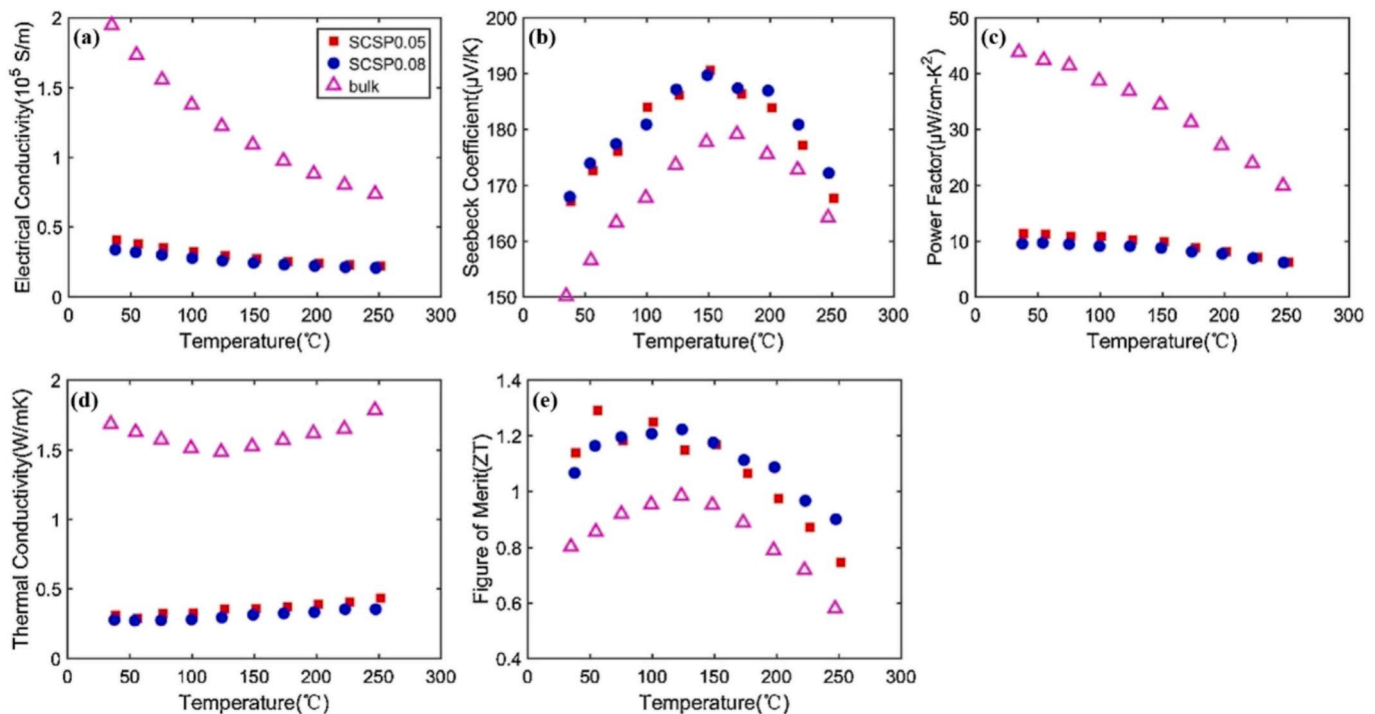 (a)
Electrical Conductivity(10⁵ S/m)
2
1.5
1
0.5
0
SCSP0.05
SCSP0.08
bulk
0 50 100 150 200 250 300
Temperature(℃)
(b)
Seebeck Coefficient(μV/K)
200
190
180
170
160
150
0 50 100 150 200 250 300
Temperature(℃)
(c)
Power Factor(μW/cm-K²)
50
40
30
20
10
0
0 50 100 150 200 250 300
Temperature(℃)
(d)
Thermal Conductivity(W/mK)
2
1.5
1
0.5
0
0 50 100 150 200 250 300
Temperature(℃)
(e)
Figure of Merit(ZT)
1.4
1.2
1
0.8
0.6
0.4
0 50 100 150 200 250 300
Temperature(℃)